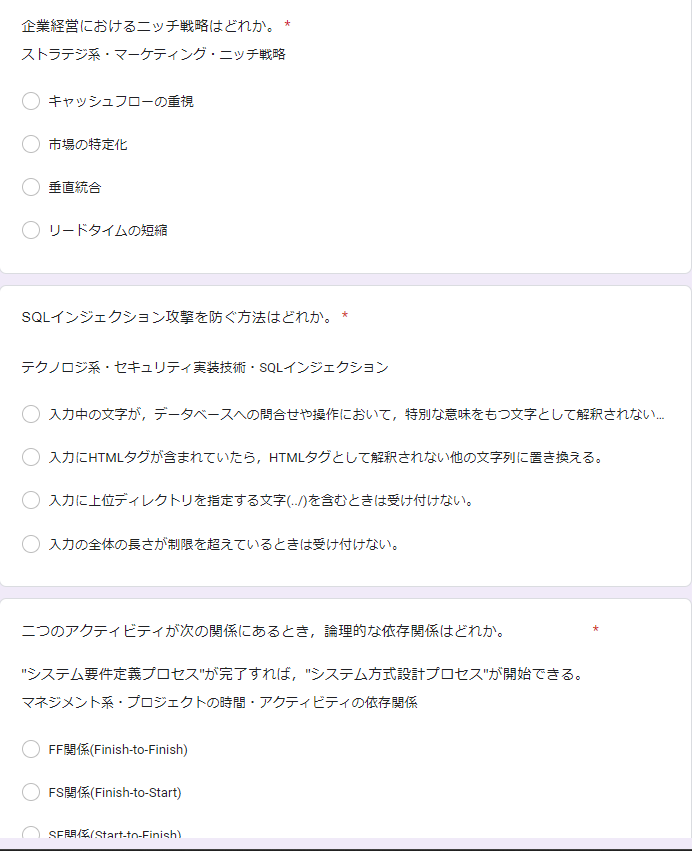 企業経営におけるニッチ戦略はどれか。 *
ストラテジ系・マーケティング・ニッチ戦略
キャッシュフローの重視
市場の特定化
垂直統合
リードタイムの短縮
SQLインジェクション攻撃を防ぐ方法はどれか。 *
テクノロジ系・セキュリティ実装技術・SQLインジェクション
入力中の文字が，データベースへの問合せや操作において，特別な意味をもつ文字として解釈されない...
入力にHTMLタグが含まれていたら，HTMLタグとして解釈されない他の文字列に置き換える。
入力に上位ディレクトリを指定する文字(../)を含むときは受け付けない。
入力の全体の長さが制限を超えているときは受け付けない。
二つのアクティビティが次の関係にあるとき，論理的な依存関係はどれか。 *
"システム要件定義プロセス"が完了すれば，"システム方式設計プロセス"が開始できる。
マネジメント系・プロジェクトの時間・アクティビティの依存関係
FF関係(Finish-to-Finish)
FS関係(Finish-to-Start)
SF関係(Start-to-Finish)